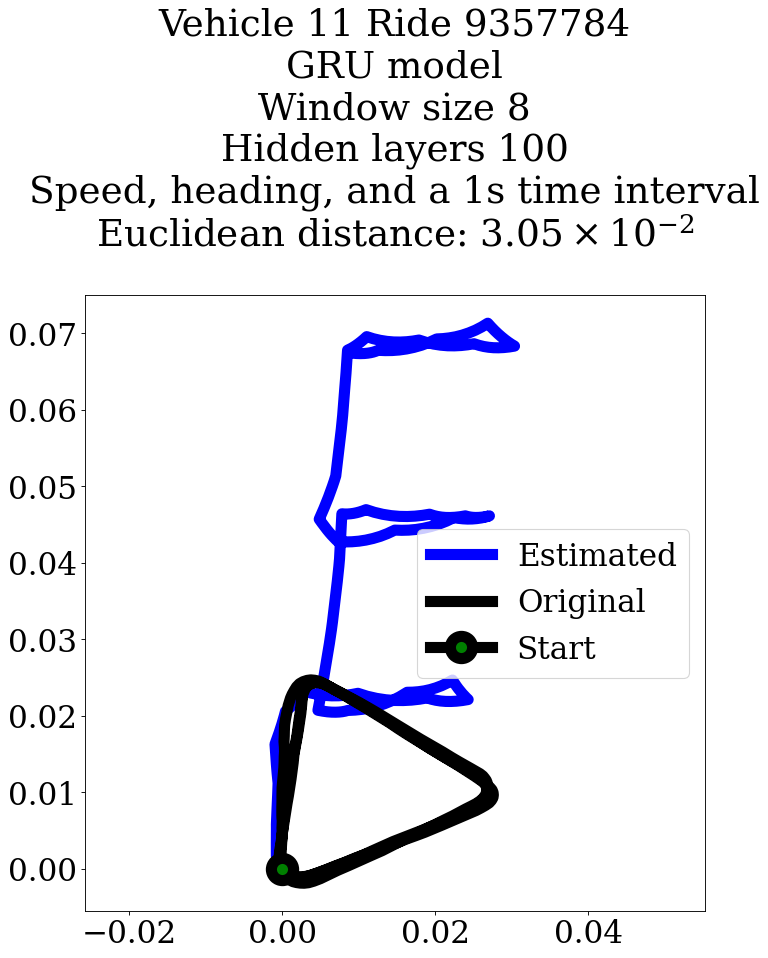 Vehicle 11 Ride 9357784
GRU model
Window size 8
Hidden layers 100
Speed, heading, and a 1s time interval
Euclidean distance: 3.05 × 10⁻²
0.07
0.06
0.05
0.04
0.03
0.02
0.01
0.00
Estimated
Original
Start
−0.02 0.00 0.02 0.04